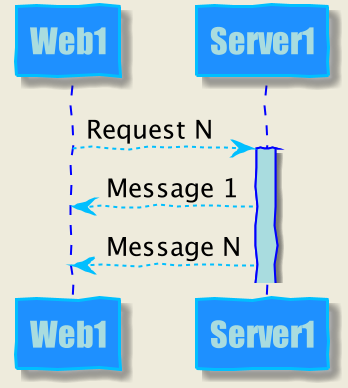 Web1 Server1
Request N
Message 1
Message N
Web1 Server1